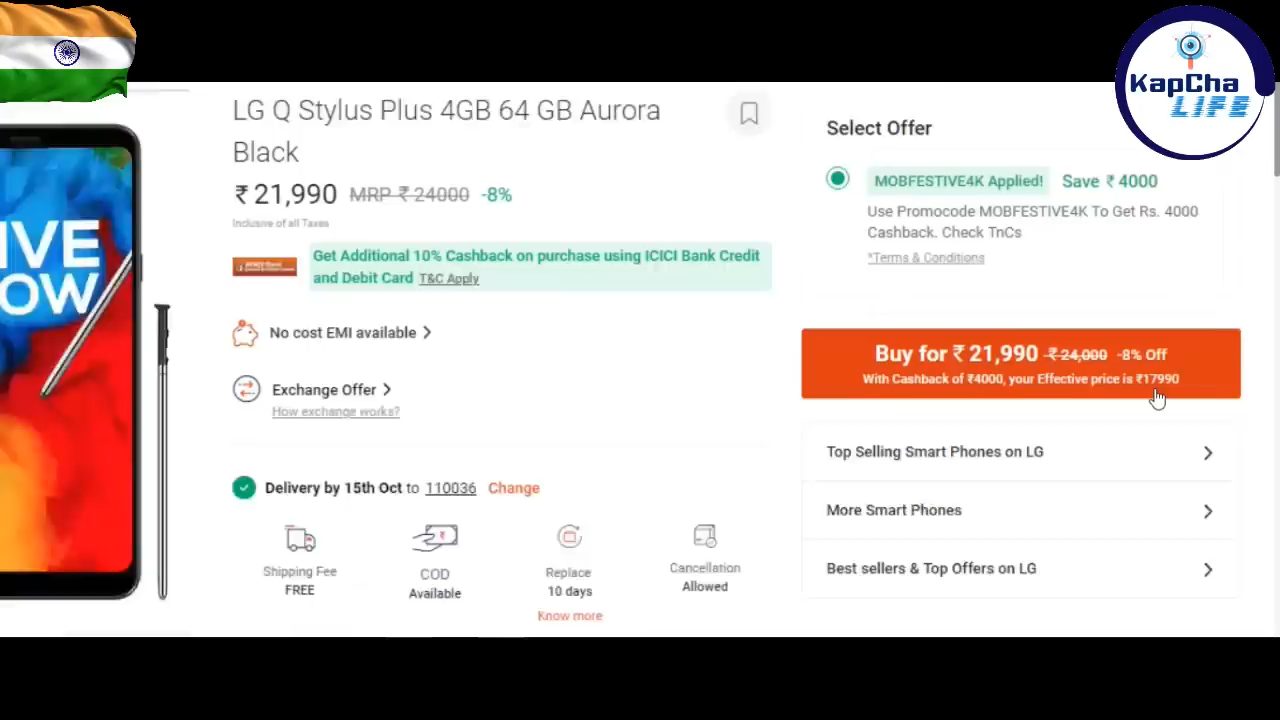 KapCha
LIFE
LG Q Stylus Plus 4GB 64 GB Aurora
Black
₹ 21,990 MRP ₹ 24000 -8%
Inclusive of all Taxes
Get Additional 10% Cashback on purchase using ICICI Bank Credit
and Debit Card T&C Apply
No cost EMI available
Exchange Offer
How exchange works?
Delivery by 15th Oct to 110036 Change
Shipping Fee
FREE
COD
Available
Replace
10 days
Know more
Cancellation
Allowed
IVE
OW
Select Offer
MOBFESTIVE4K Applied! Save ₹ 4000
Use Promocode MOBFESTIVE4K To Get Rs. 4000
Cashback. Check TnCs
*Terms & Conditions
Buy for ₹ 21,990 ₹ 24,000 -8% Off
With Cashback of ₹4000, your Effective price is ₹17990
Top Selling Smart Phones on LG
More Smart Phones
Best sellers & Top Offers on LG